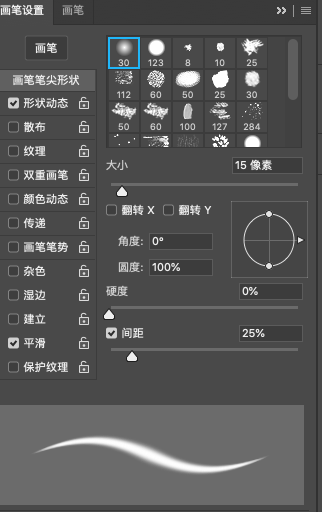 画笔设置 画笔
画笔
画笔笔尖形状
形状动态
散布
纹理
双重画笔
颜色动态
传递
画笔笔势
杂色
湿边
建立
平滑
保护纹理
30 123 8 10 25
112 60 50 25 30
50 60 100 127 284
大小 15 像素
翻转 X 翻转 Y
角度: 0°
圆度: 100%
硬度 0%
间距 25%